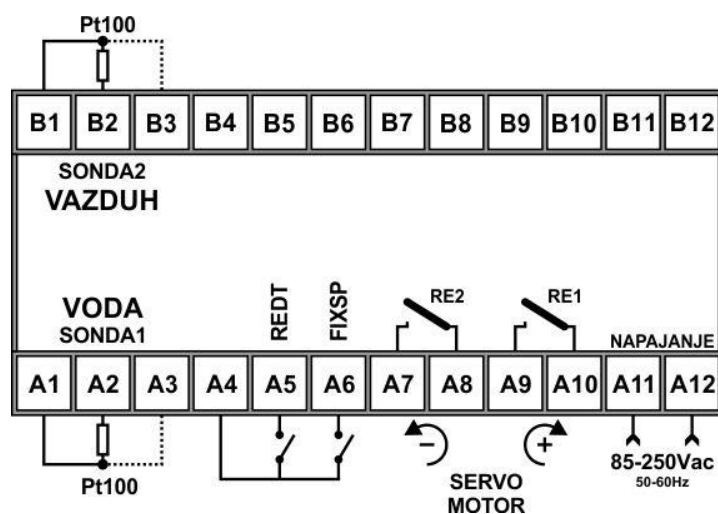 Pt100
B1 B2 B3 B4 B5 B6 B7 B8 B9 B10 B11 B12
SONDA2
VAZDUH
VODA
SONDA1
REDT
FIXSP
RE2
RE1
NAPAJANJE
A1 A2 A3 A4 A5 A6 A7 A8 A9 A10 A11 A12
Pt100
−
+
SERVO
MOTOR
85-250Vac
50-60Hz